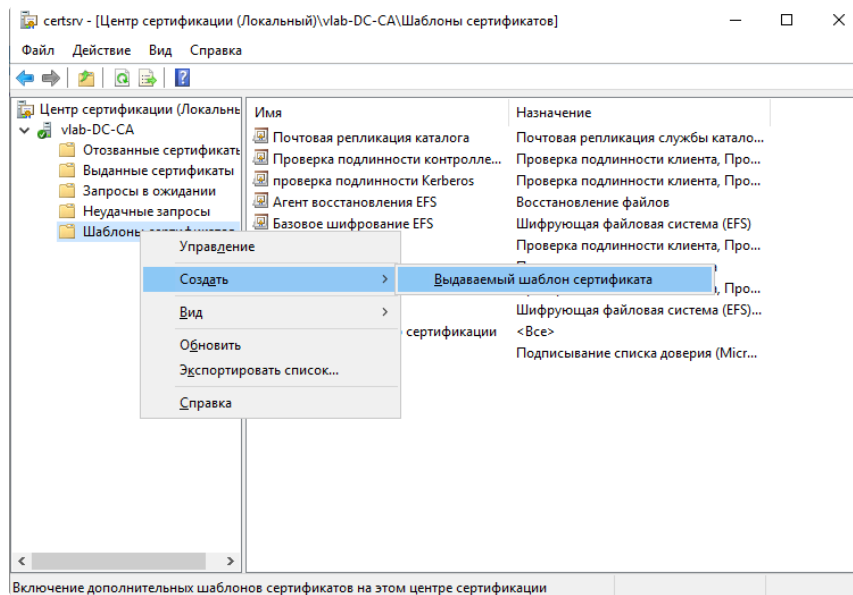 certsrv - [Центр сертификации (Локальный)\vlab-DC-CA\Шаблоны сертификатов]
Файл Действие Вид Справка
Центр сертификации (Локальнь
vlab-DC-CA
Отозванные сертификать
Выданные сертификаты
Запросы в ожидании
Неудачные запросы
Шаблоны
Управление
Создать
Выдаваемый шаблон сертификата
Вид
Обновить
Экспортировать список...
Справка
Имя Назначение
Почтовая репликация каталога Почтовая репликация службы катало...
Проверка подлинности контролле... Проверка подлинности клиента, Про...
проверка подлинности Kerberos Проверка подлинности клиента, Про...
Агент восстановления EFS Восстановление файлов
Базовое шифрование EFS Шифрующая файловая система (EFS)
Проверка подлинности клиента, Про...
, Про...
Шифрующая файловая система (EFS)...
сертификации <Все>
Подписывание списка доверия (Micr...
Включение дополнительных шаблонов сертификатов на этом центре сертификации